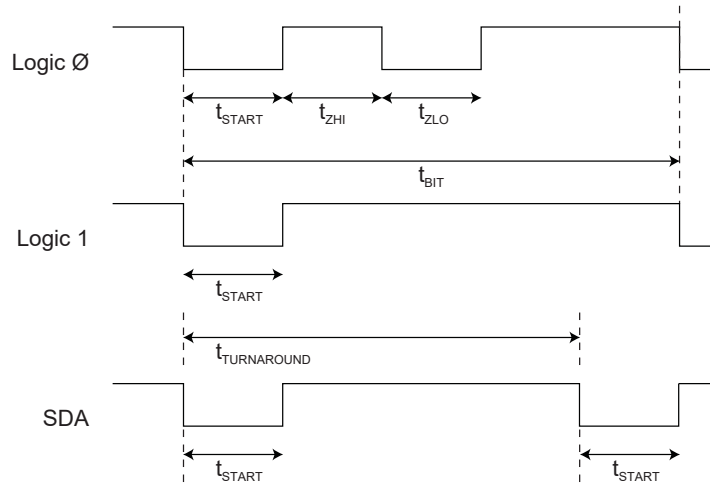 Logic Ø
tSTART tZHI tZLO
tBIT
Logic 1
tSTART
tTURNAROUND
SDA
tSTART tSTART